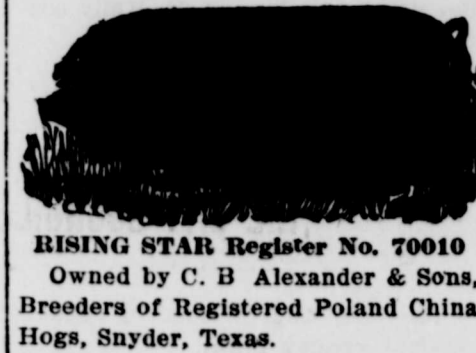 RISING STAR Register No. 70010
Owned by C. B Alexander & Sons,
Breeders of Registered Poland China
Hogs, Snyder, Texas.